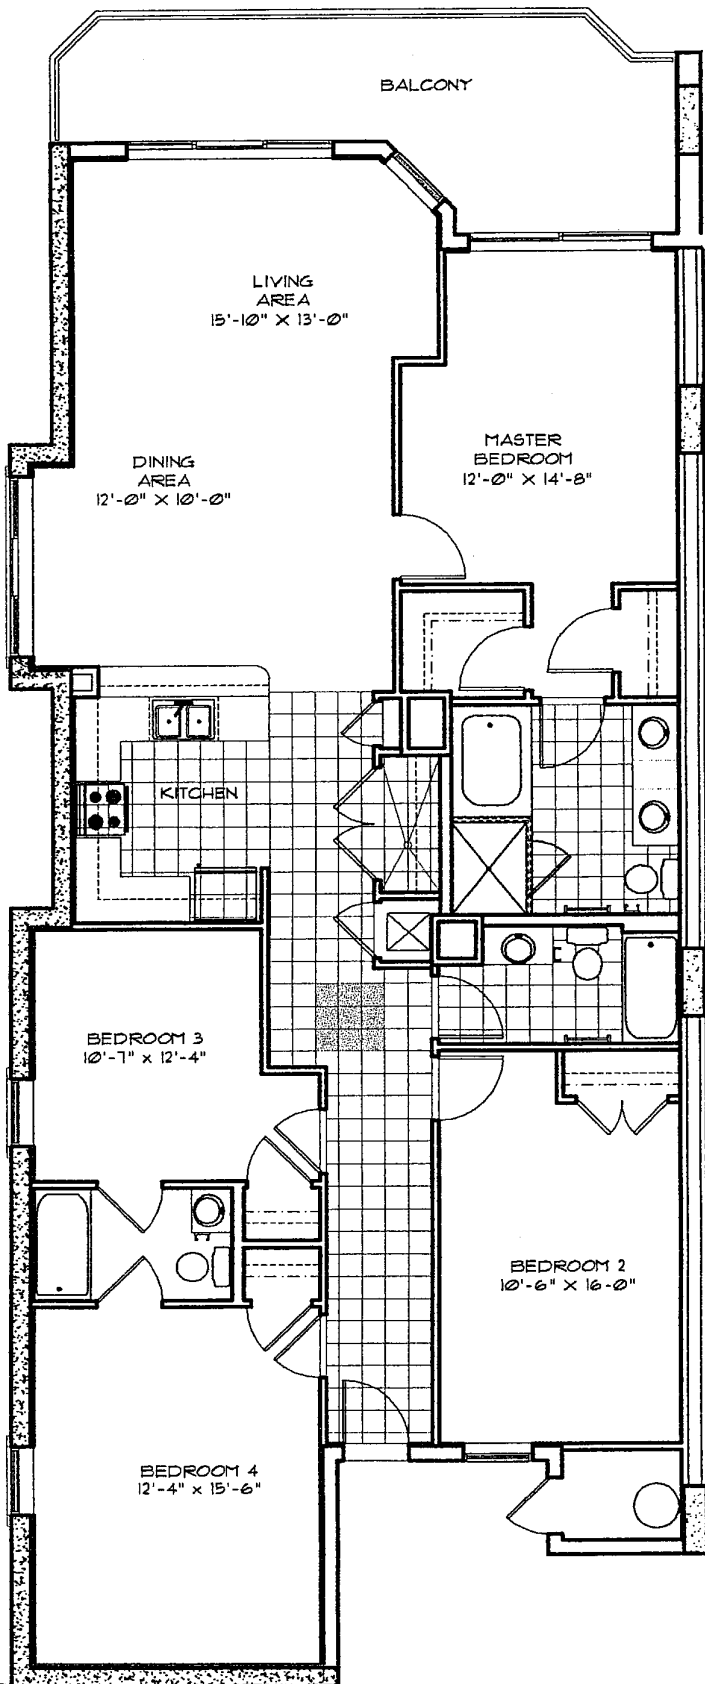 BALCONY
LIVING
AREA
15'-10" X 13'-0"
MASTER
BEDROOM
12'-0" X 14'-8"
DINING
AREA
12'-0" X 10'-0"
KITCHEN
BEDROOM 3
10'-7" x 12'-4"
BEDROOM 2
10'-6" X 16-0"
BEDROOM 4
12'-4" x 15'-6"